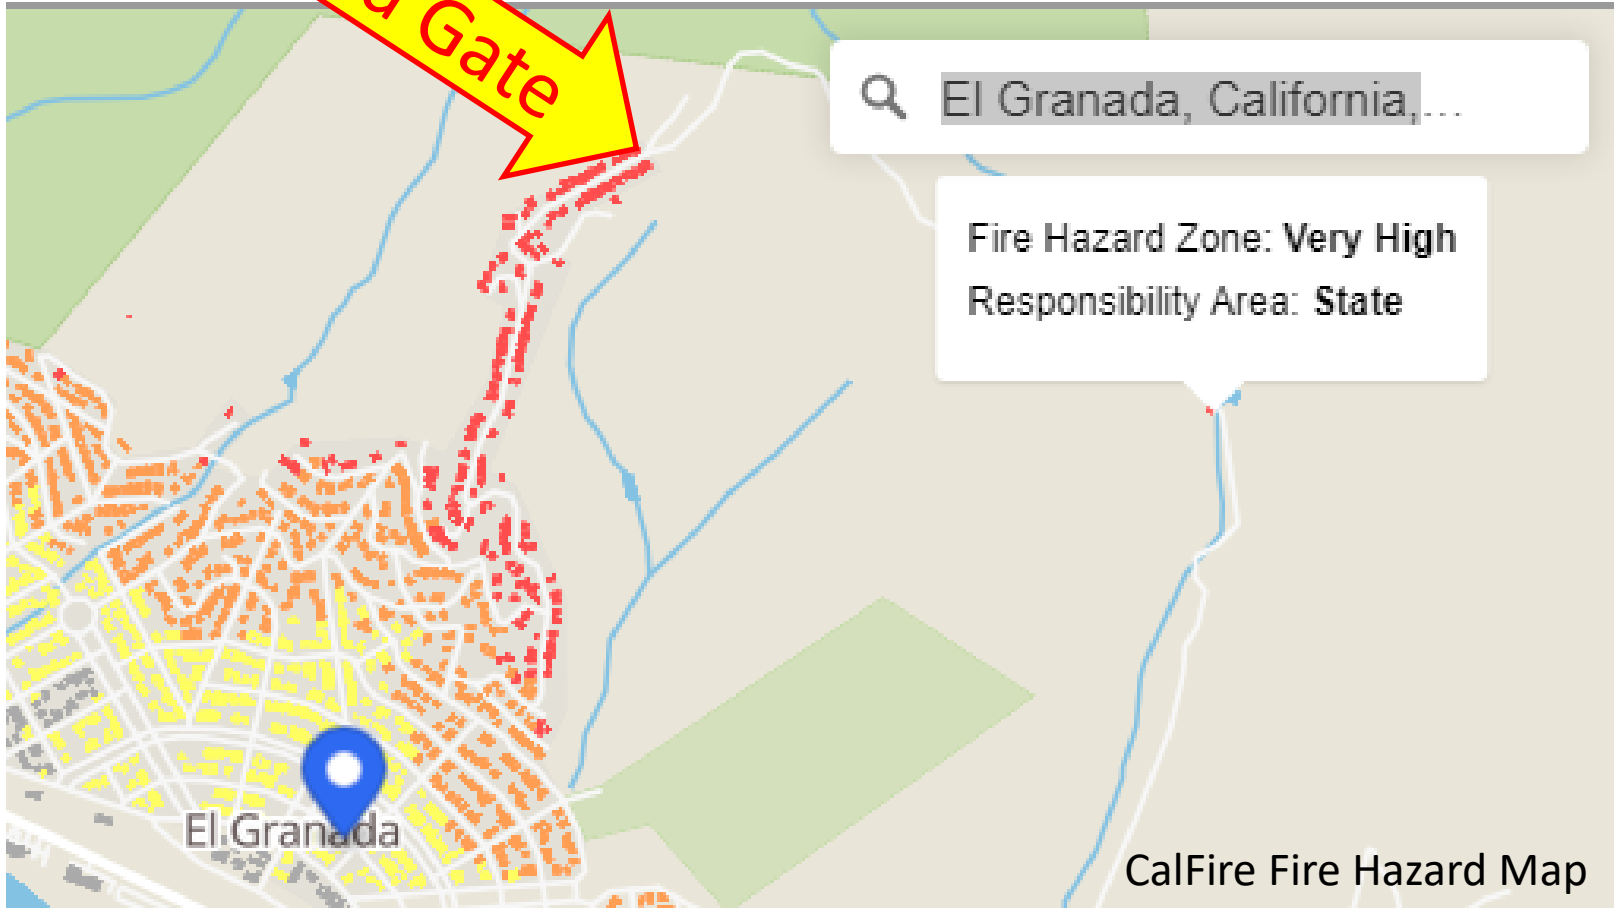 Gate
El Granada, California,...
Fire Hazard Zone: Very High
Responsibility Area: State
El Granada
CalFire Fire Hazard Map